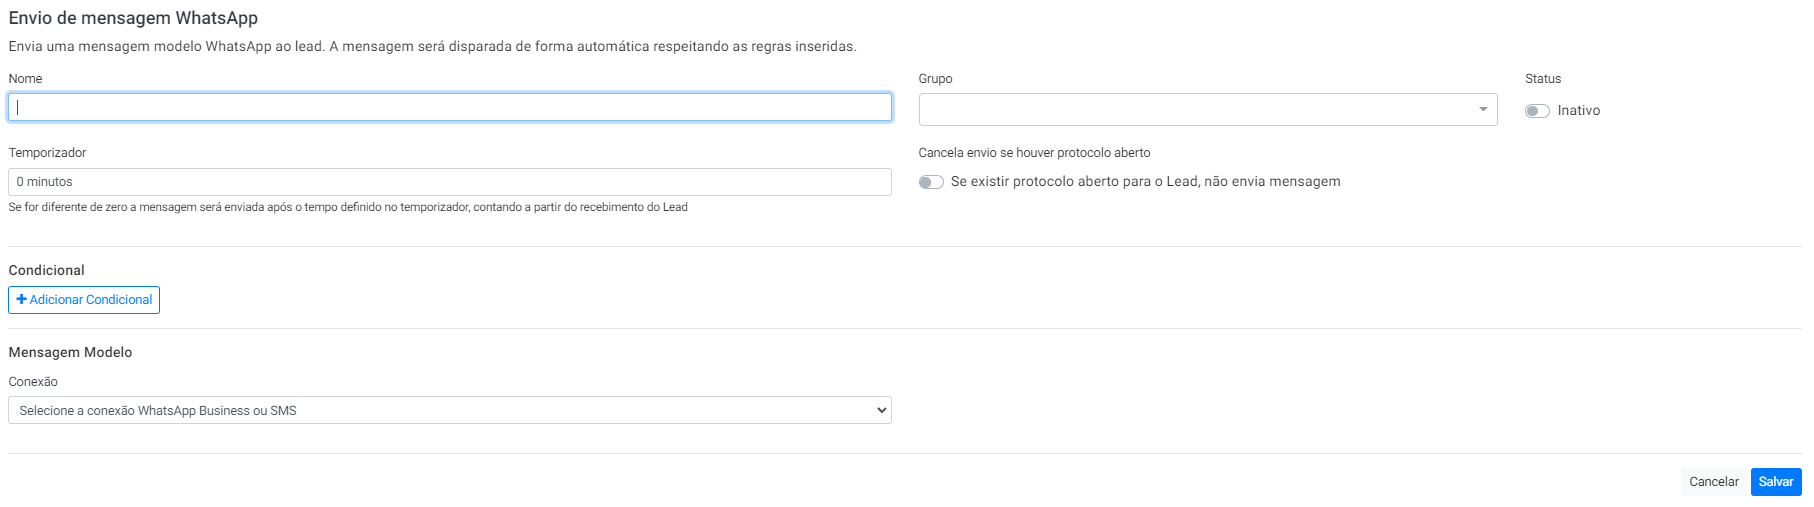 Envio de mensagem WhatsApp
Envia uma mensagem modelo WhatsApp ao lead. A mensagem será disparada de forma automática respeitando as regras inseridas.
Nome
Grupo
Status
Inativo
Temporizador
Cancela envio se houver protocolo aberto
0 minutos
Se existir protocolo aberto para o Lead, não envia mensagem
Se for diferente de zero a mensagem será enviada após o tempo definido no temporizador, contando a partir do recebimento do Lead
Condicional
+ Adicionar Condicional
Mensagem Modelo
Conexão
Selecione a conexão WhatsApp Business ou SMS
Cancelar
Salvar